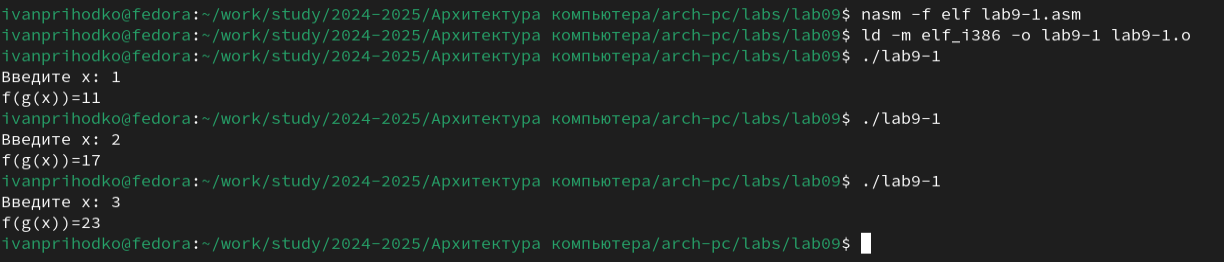 ivanprihodko@fedora:~/work/study/2024-2025/Архитектура компьютера/arch-pc/labs/lab09$ nasm -f elf lab9-1.asm
ivanprihodko@fedora:~/work/study/2024-2025/Архитектура компьютера/arch-pc/labs/lab09$ ld -m elf_i386 -o lab9-1 lab9-1.o
ivanprihodko@fedora:~/work/study/2024-2025/Архитектура компьютера/arch-pc/labs/lab09$ ./lab9-1
Введите x: 1
f(g(x))=11
ivanprihodko@fedora:~/work/study/2024-2025/Архитектура компьютера/arch-pc/labs/lab09$ ./lab9-1
Введите x: 2
f(g(x))=17
ivanprihodko@fedora:~/work/study/2024-2025/Архитектура компьютера/arch-pc/labs/lab09$ ./lab9-1
Введите x: 3
f(g(x))=23
ivanprihodko@fedora:~/work/study/2024-2025/Архитектура компьютера/arch-pc/labs/lab09$